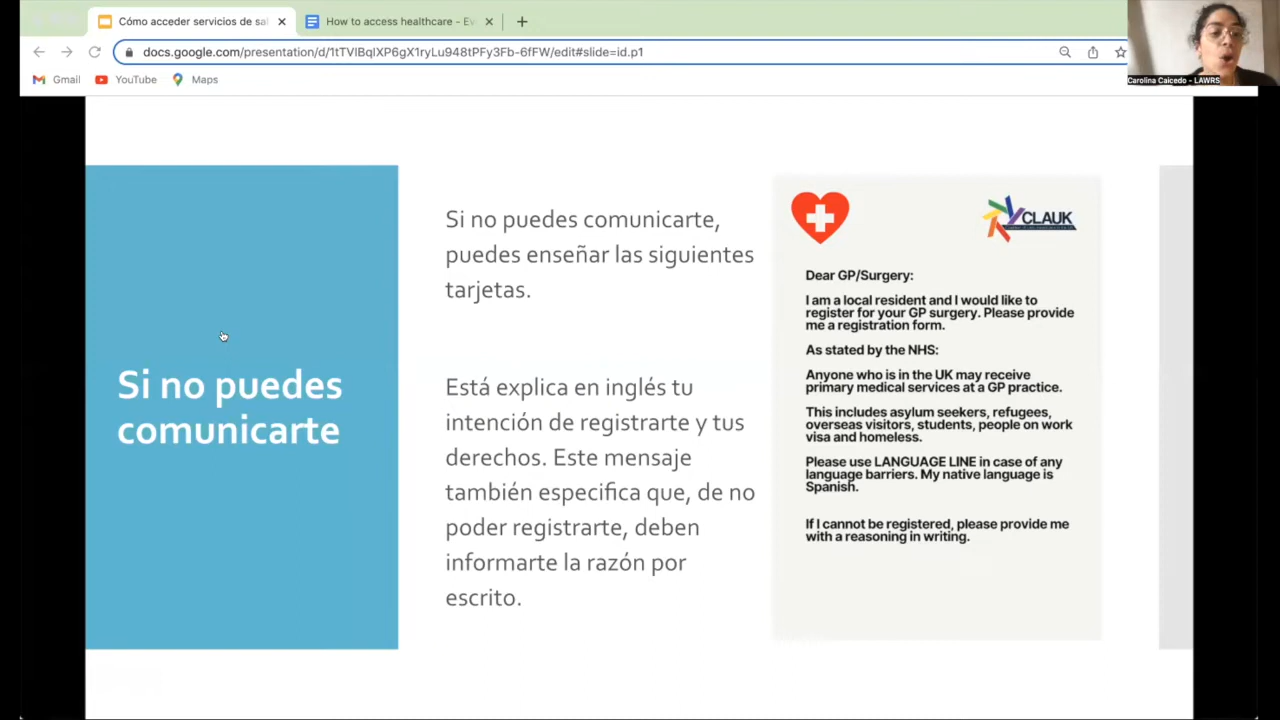 Cómo acceder servicios de sal
How to access healthcare - Ev
docs.google.com/presentation/d/1tTVlBqlXP6gX1ryLu948tPFy3Fb-6fFW/edit#slide=id.p1
Gmail
YouTube
Maps
Carolina Caicedo - LAWRS
Si no puedes
comunicarte
Si no puedes comunicarte,
puedes enseñar las siguientes
tarjetas.
Está explica en inglés tu
intención de registrarte y tus
derechos. Este mensaje
también especifica que, de no
poder registrarte, deben
informarte la razón por
escrito.
CLAUK
Dear GP/Surgery:
I am a local resident and I would like to
register for your GP surgery. Please provide
me a registration form.
As stated by the NHS:
Anyone who is in the UK may receive
primary medical services at a GP practice.
This includes asylum seekers, refugees,
overseas visitors, students, people on work
visa and homeless.
Please use LANGUAGE LINE in case of any
language barriers. My native language is
Spanish.
If I cannot be registered, please provide me
with a reasoning in writing.